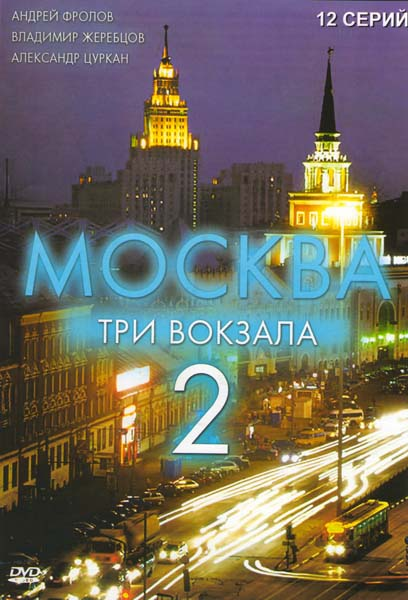 АНДРЕЙ ФРОЛОВ
ВЛАДИМИР ЖЕРЕБЦОВ
АЛЕКСАНДР ЦУРКАН
12 СЕРИЙ
МОСКВА
ТРИ ВОКЗАЛА
2
DVD